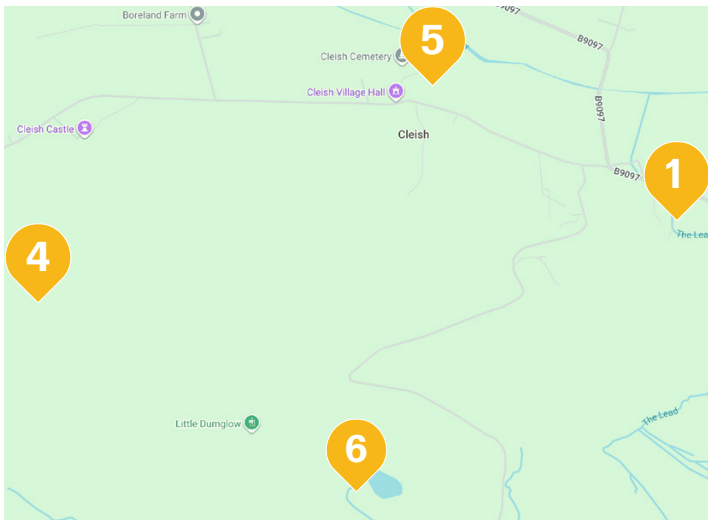 B9097
Boreland Farm
5
B9097
Cleish Cemetery
Cleish Village Hall
B9097
Cleish Castle
Cleish
1
B9097
The Lea
4
The Lead
Little Dumglow
6